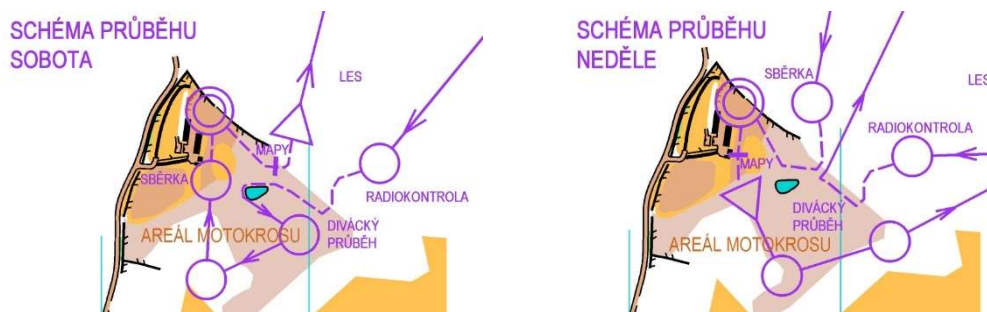 SCHÉMA PRŮBĚHU
SOBOTA
LES
MAPY
SBĚRKA
RADIOKONTROLA
DIVÁCKÝ
PRŮBĚH
AREÁL MOTOKROSU
SCHÉMA PRŮBĚHU
NEDĚLE
SBĚRKA
LES
RADIOKONTROLA
MAPY
DIVÁCKÝ
PRŮBĚH
AREÁL MOTOKROSU